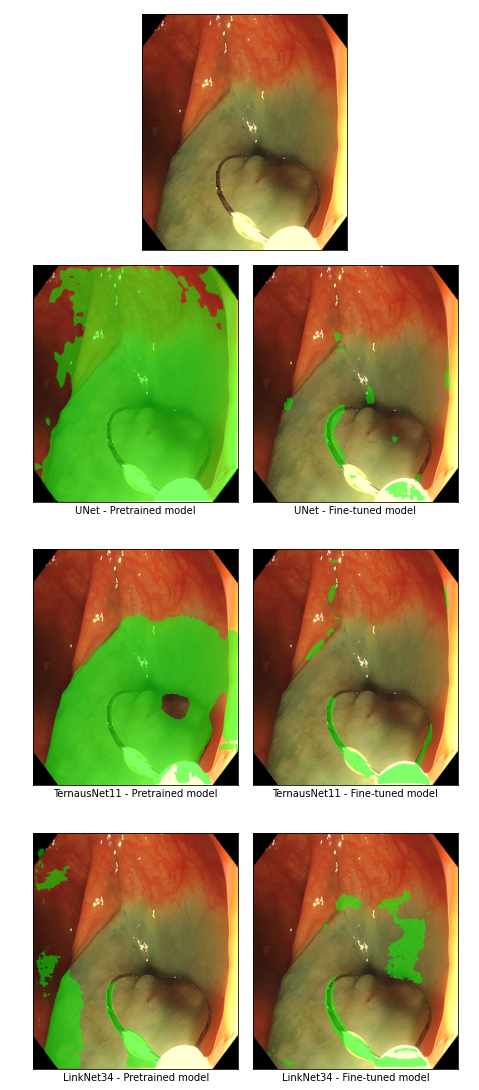 UNet - Pretrained model
UNet - Fine-tuned model
TernausNet11 - Pretrained model
TernausNet11 - Fine-tuned model
LinkNet34 - Pretrained model
LinkNet34 - Fine-tuned model